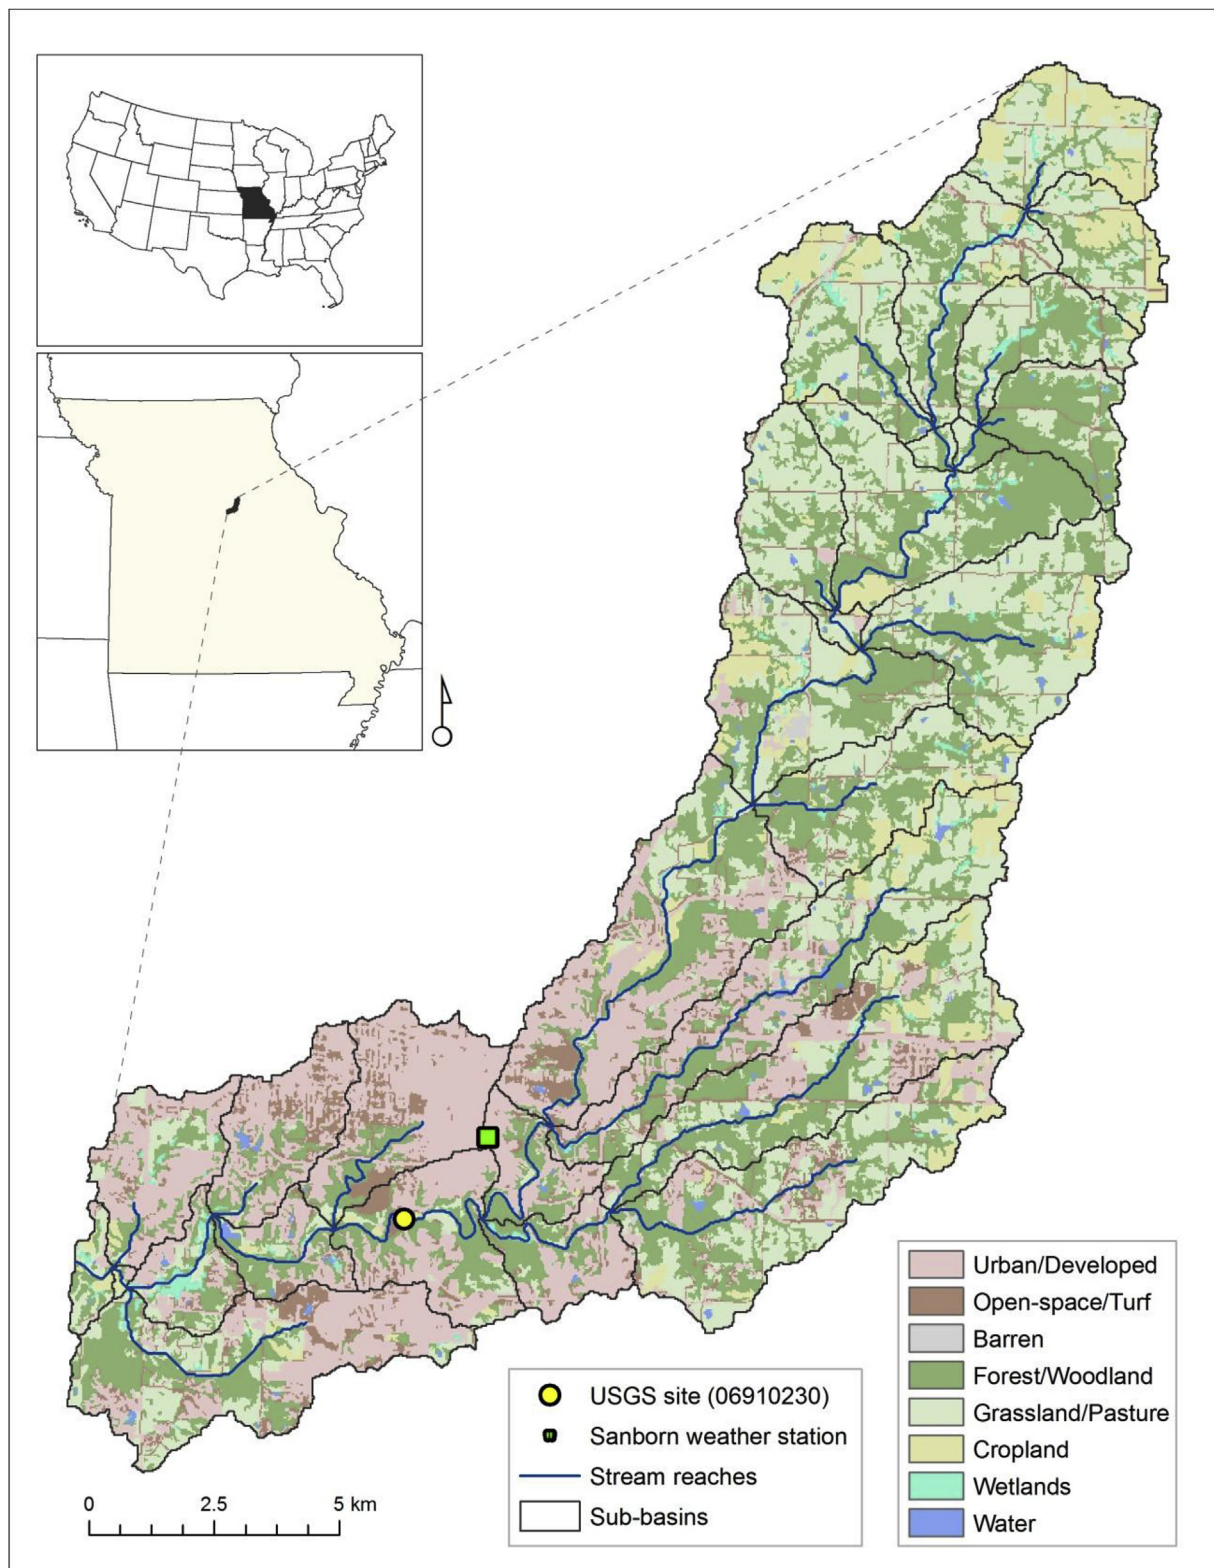 Urban/Developed
Open-space/Turf
Barren
Forest/Woodland
Grassland/Pasture
Cropland
Wetlands
Water
USGS site (06910230)
Sanborn weather station
Stream reaches
Sub-basins
0 2.5 5 km